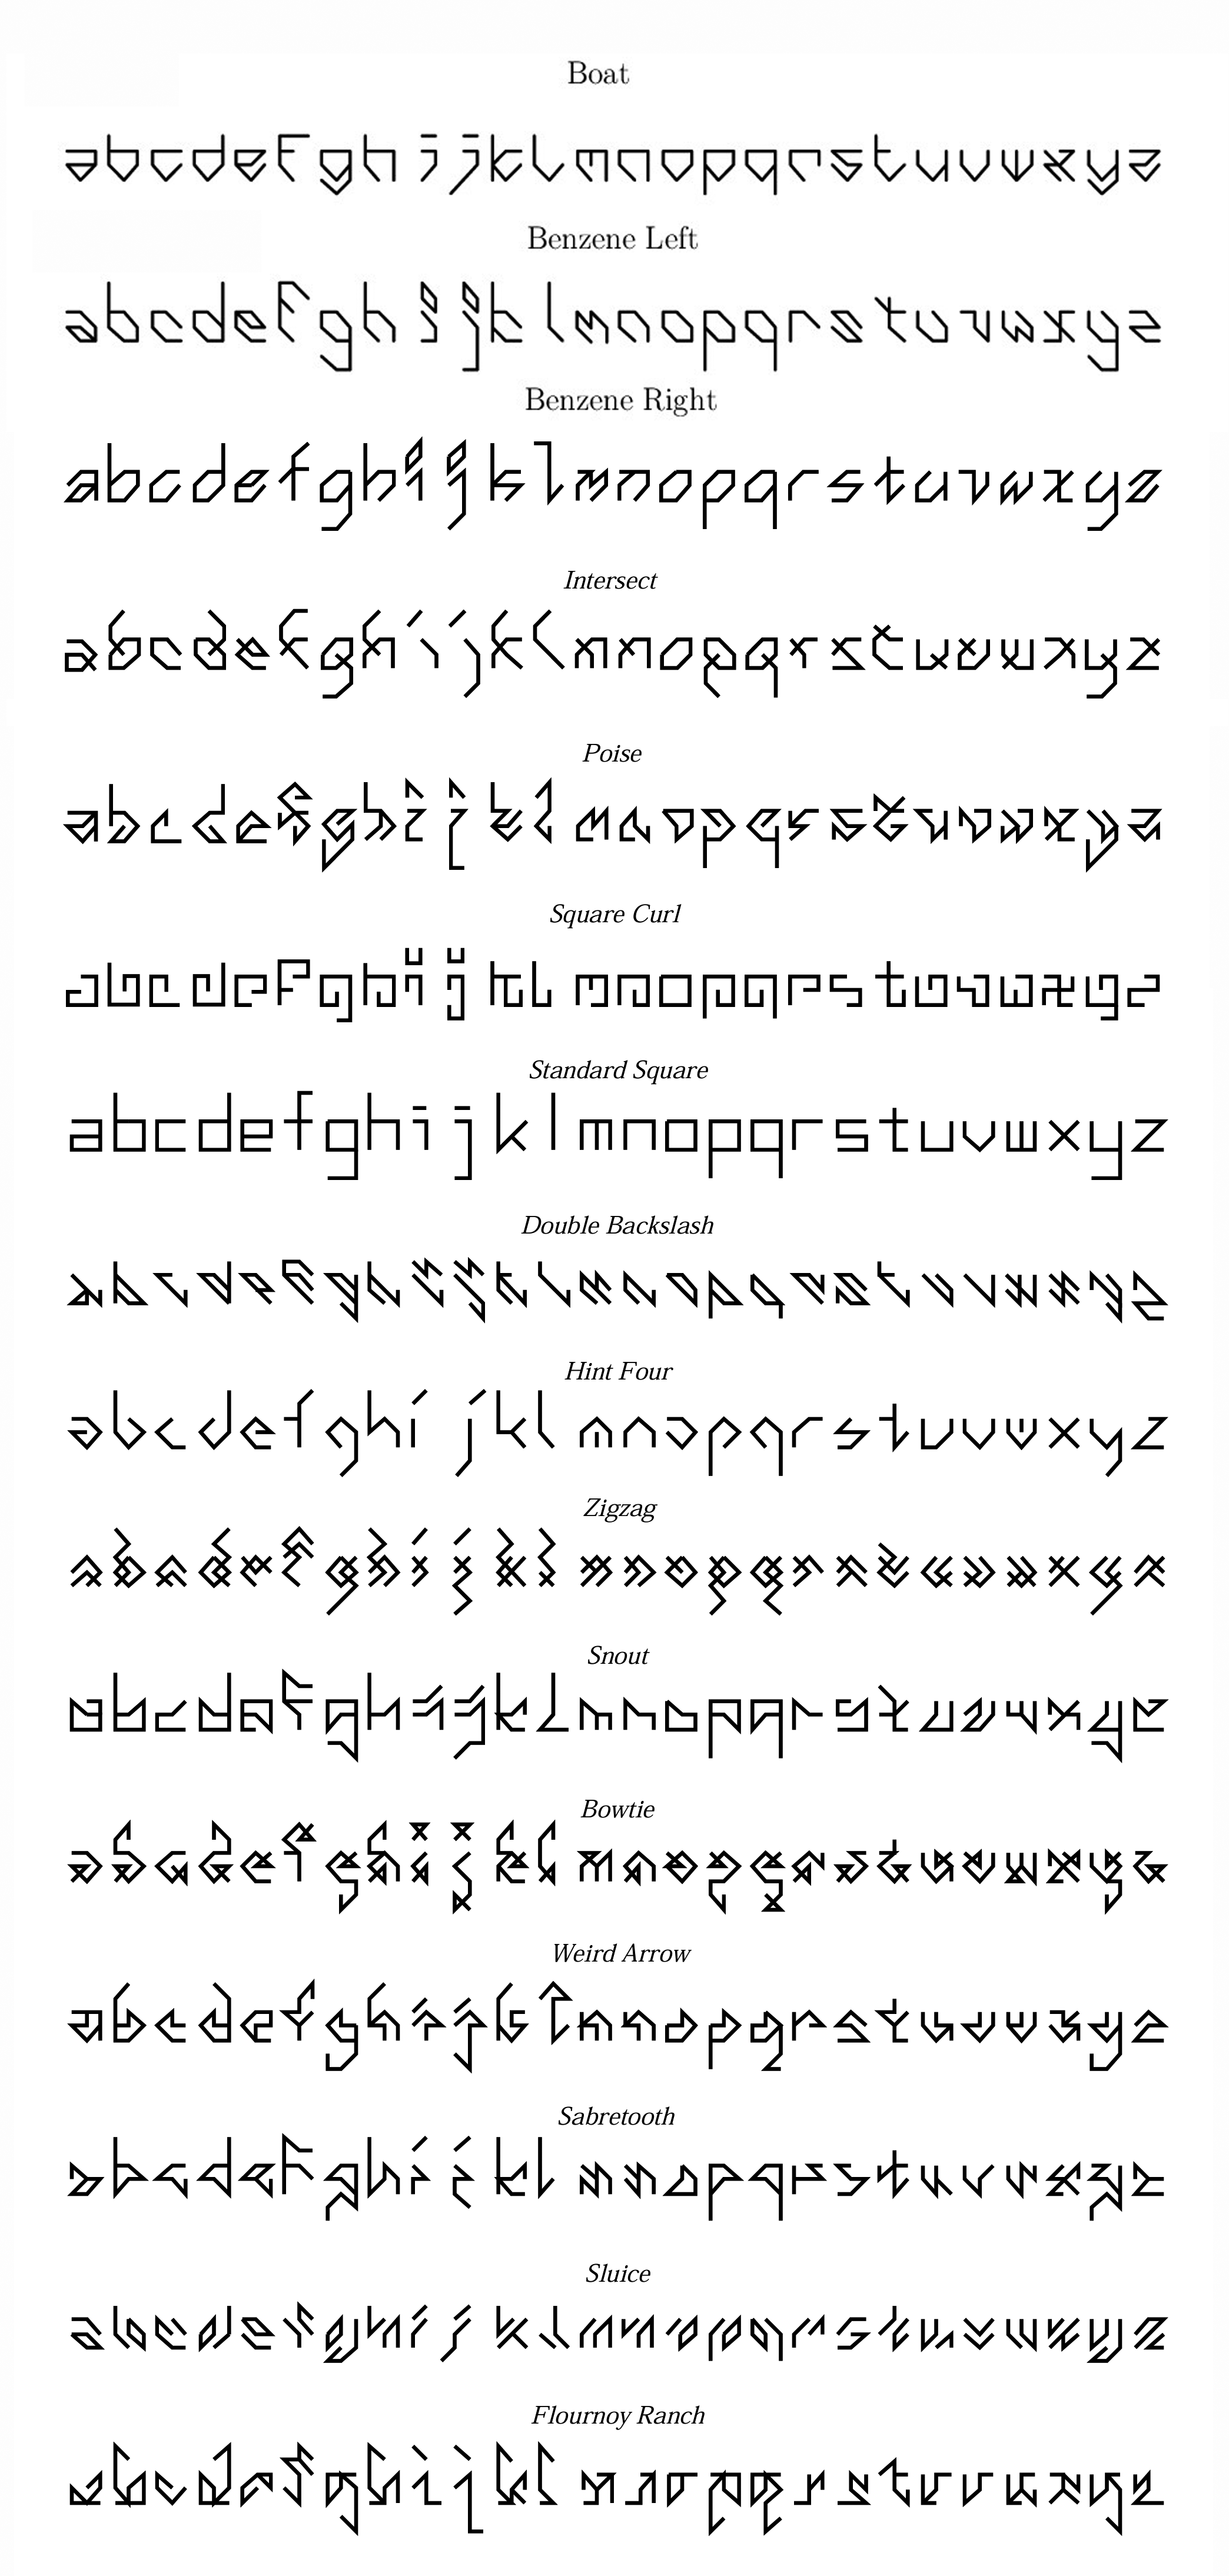 Boat
abcdefghijklmnopqrstuvwxyz
Benzene Left
abcdefghijklmnopqrstuvwxyz
Benzene Right
abcdefghijklmnopqrstuvwxyz
Intersect
abcdefghijklmnopqrstuvwxyz
Poise
abcdefghijklmnopqrstuvwxyz
Square Curl
abcdefghijklmnopqrstuvwxyz
Standard Square
abcdefghijklmnopqrstuvwxyz
Double Backslash
abcdefghijklmnopqrstuvwxyz
Hint Four
abcdefghijklmnopqrstuvwxyz
Zigzag
abcdefghijklmnopqrstuvwxyz
Snout
abcdefghijklmnopqrstuvwxyz
Bowtie
abcdefghijklmnopqrstuvwxyz
Weird Arrow
abcdefghijklmnopqrstuvwxyz
Sabretooth
abcdefghijklmnopqrstuvwxyz
Sluice
abcdefghijklmnopqrstuvwxyz
Flournoy Ranch
abcdefghijklmnopqrstuvwxyz